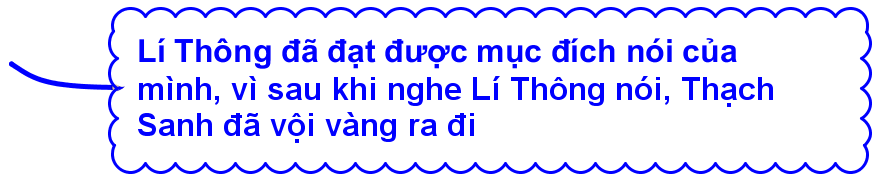 Lí Thông đã đạt được mục đích nói của
mình, vì sau khi nghe Lí Thông nói, Thạch
Sanh đã vội vàng ra đi